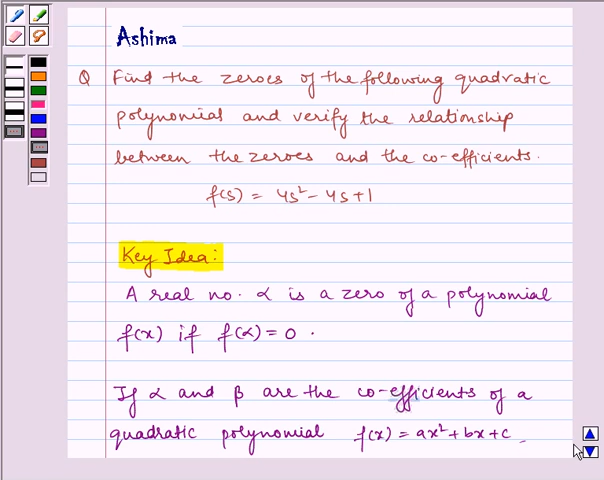 Ashima
Q Find the zeroes of the following quadratic
polynomial and verify the relationship
between the zeroes and the co-efficients.
f(s) = 4s² - 4s + 1
Key Idea:
A real no. α is a zero of a polynomial
f(x) if f(α) = 0 .
If α and β are the co-efficients of a
quadratic polynomial f(x) = ax² + bx + c ,